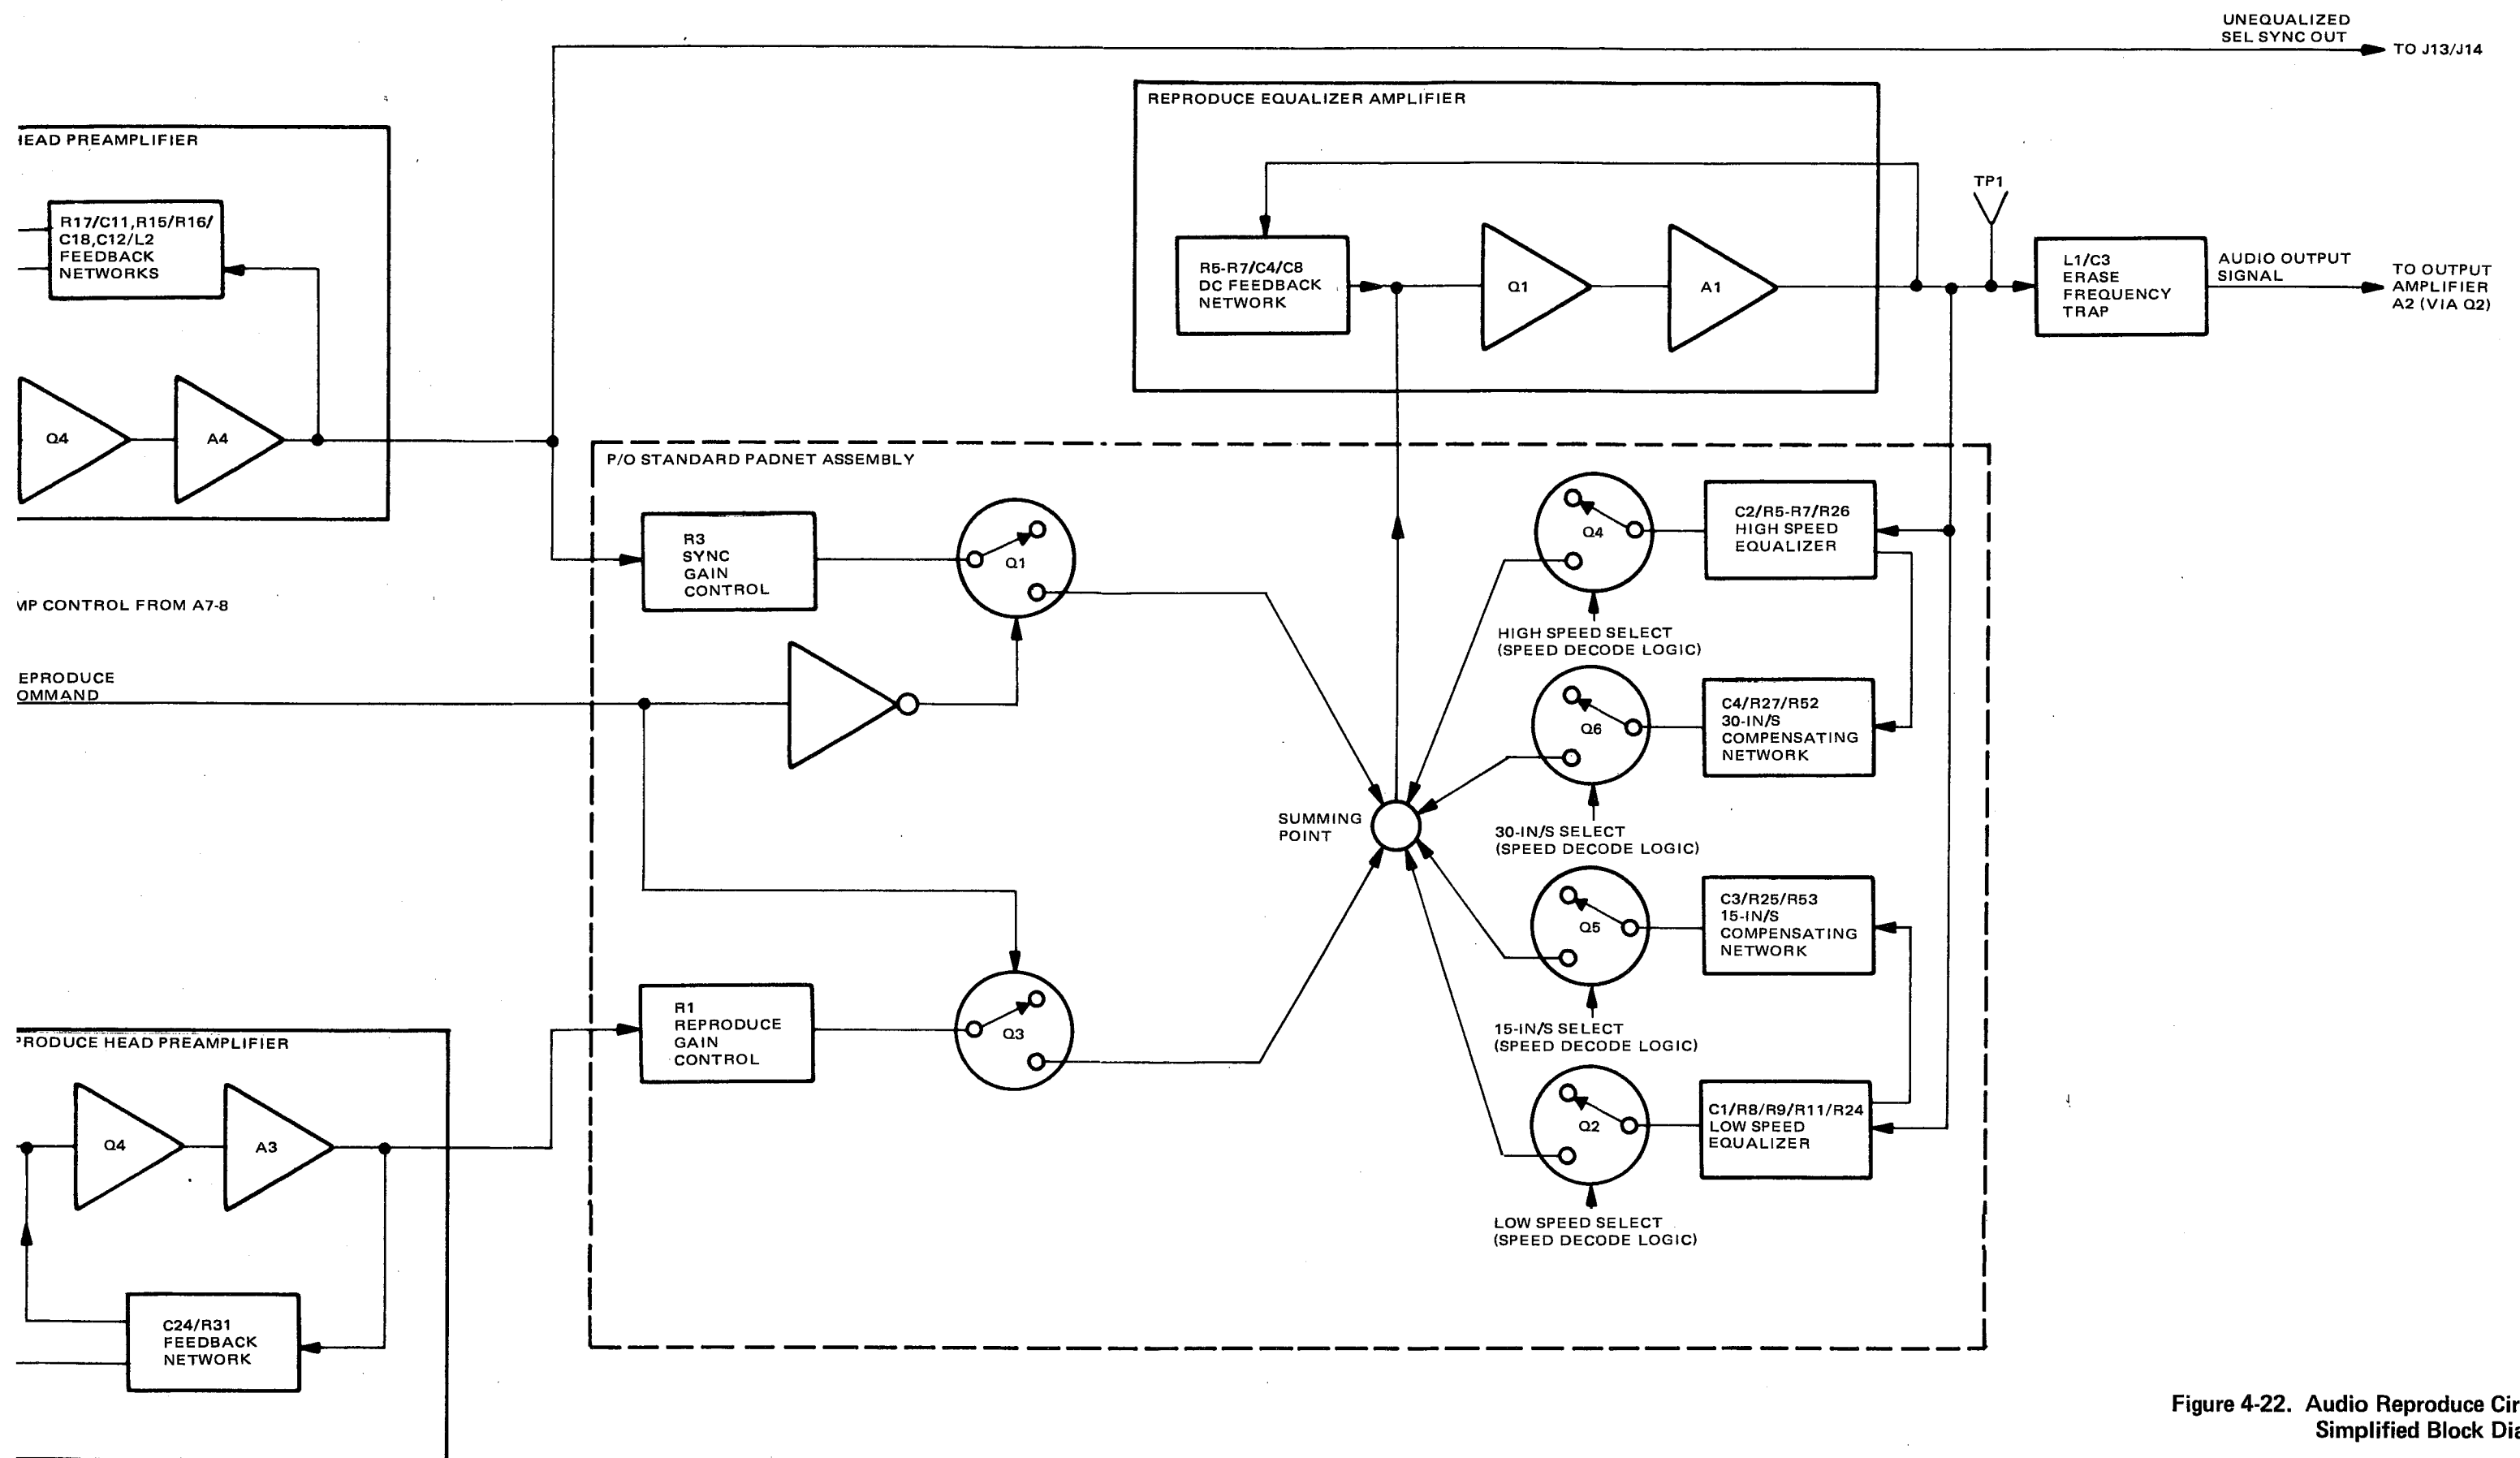 UNEQUALIZED
SEL SYNC OUT
TO J13/J14
REPRODUCE EQUALIZER AMPLIFIER
HEAD PREAMPLIFIER
TP1
R17/C11,R15/R16/
C18,C12/L2
FEEDBACK
NETWORKS
R5-R7/C4/C8
DC FEEDBACK
NETWORK
Q1
A1
L1/C3
ERASE
FREQUENCY
TRAP
AUDIO OUTPUT
SIGNAL
TO OUTPUT
AMPLIFIER
A2 (VIA Q2)
Q4
A4
P/O STANDARD PADNET ASSEMBLY
R3
SYNC
GAIN
CONTROL
Q1
Q4
C2/R5-R7/R26
HIGH SPEED
EQUALIZER
HIGH SPEED SELECT
(SPEED DECODE LOGIC)
MP CONTROL FROM A7-8
EPRODUCE
OMMAND
Q6
C4/R27/R52
30-IN/S
COMPENSATING
NETWORK
30-IN/S SELECT
(SPEED DECODE LOGIC)
SUMMING
POINT
Q5
C3/R25/R53
15-IN/S
COMPENSATING
NETWORK
15-IN/S SELECT
(SPEED DECODE LOGIC)
R1
REPRODUCE
GAIN
CONTROL
Q3
PRODUCE HEAD PREAMPLIFIER
Q4
A3
Q2
C1/R8/R9/R11/R24
LOW SPEED
EQUALIZER
LOW SPEED SELECT
(SPEED DECODE LOGIC)
C24/R31
FEEDBACK
NETWORK
Figure 4-22. Audio Reproduce Cir
Simplified Block Dia